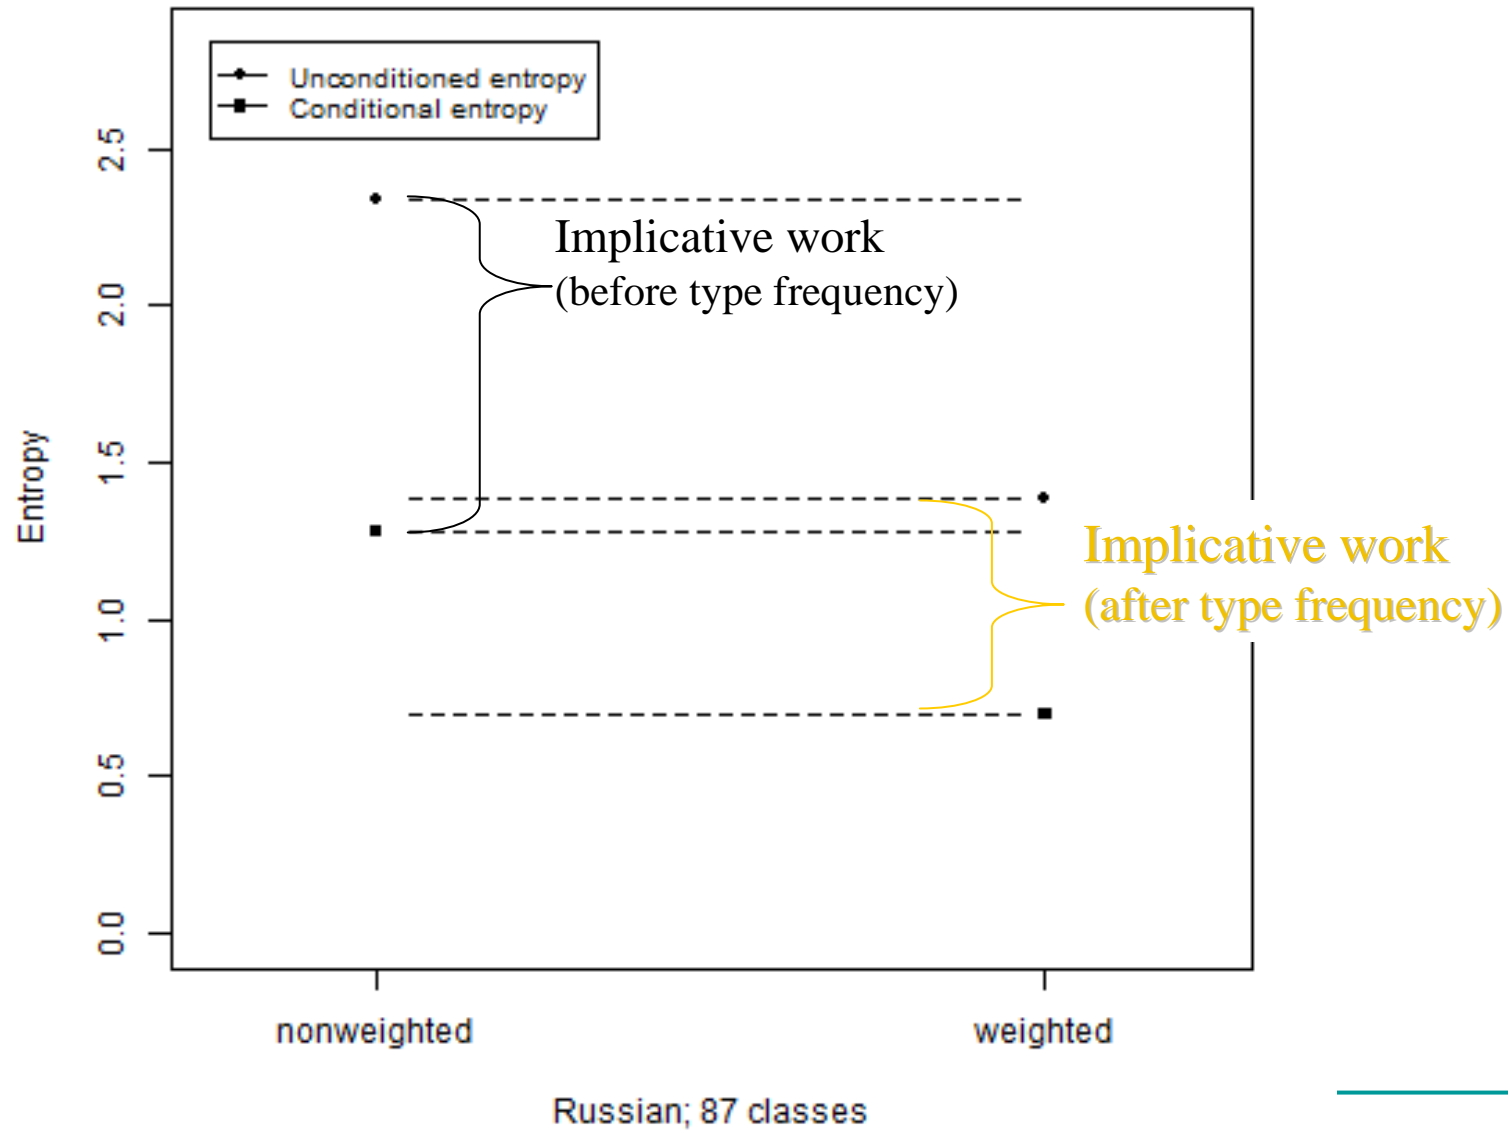 Unconditioned entropy
Conditional entropy
2.5
2.0
1.5
1.0
0.5
0.0
Entropy
Implicative work
(before type frequency)
Implicative work
(after type frequency)
nonweighted
weighted
Russian; 87 classes